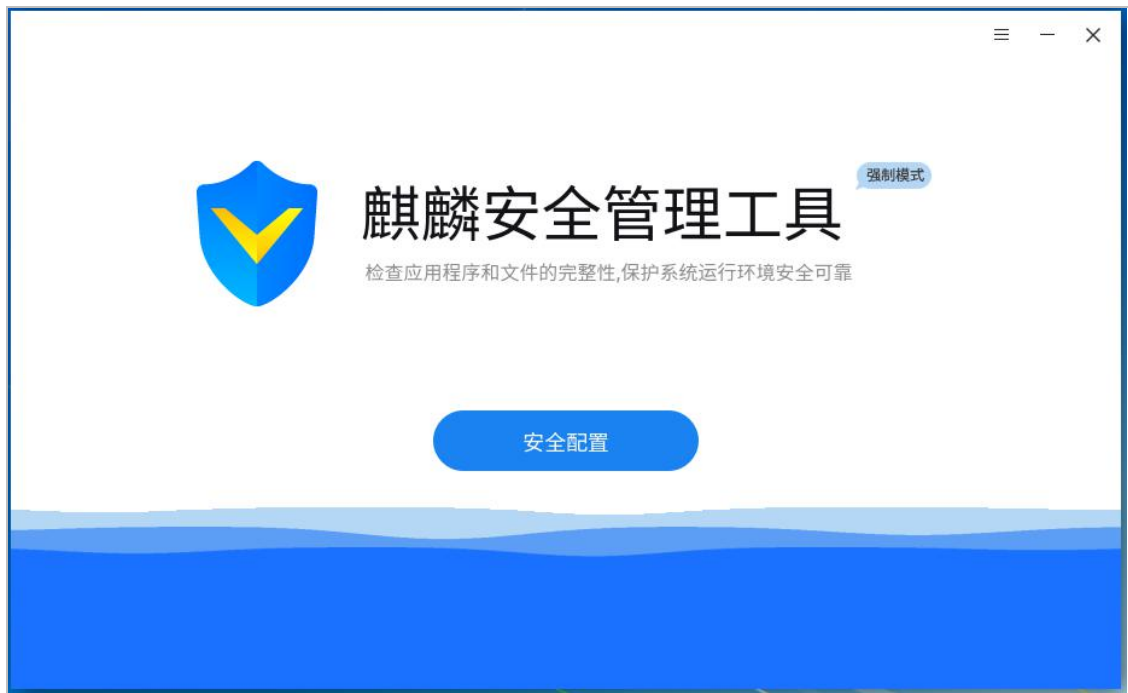 强制模式
麒麟安全管理工具
检查应用程序和文件的完整性,保护系统运行环境安全可靠
安全配置